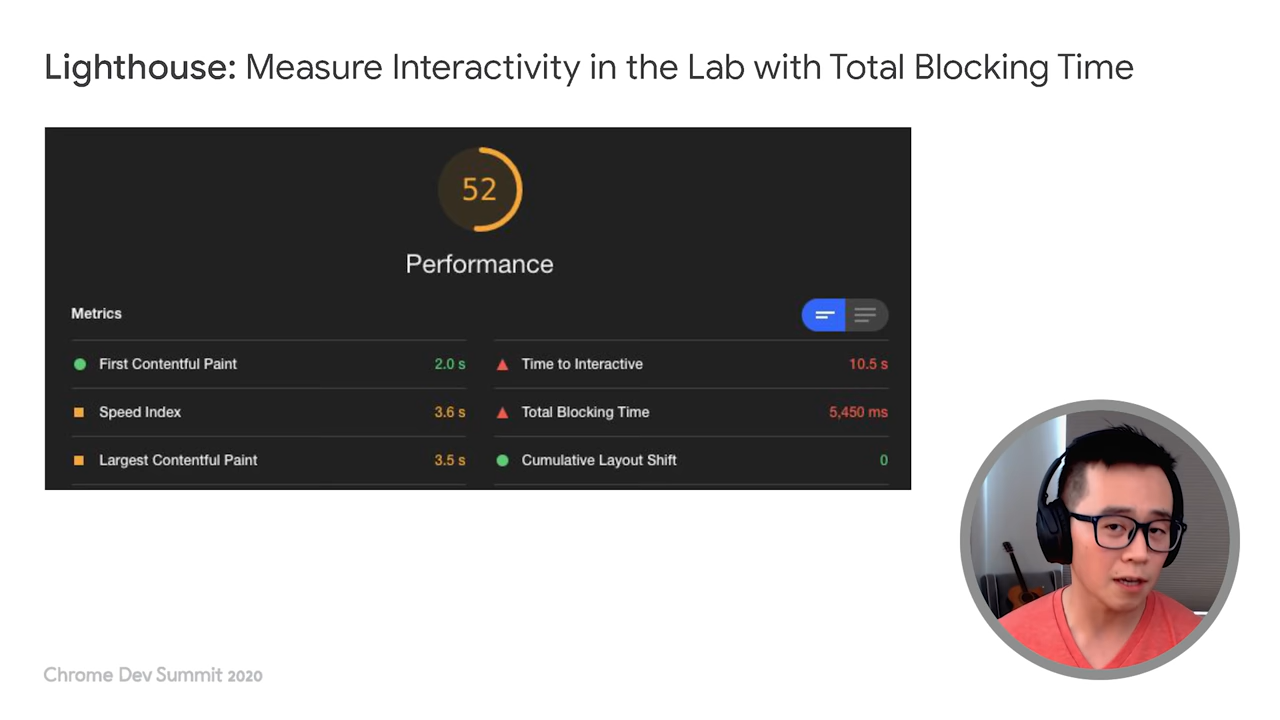 Lighthouse: Measure Interactivity in the Lab with Total Blocking Time
52
Performance
Metrics
First Contentful Paint 2.0 s
Time to Interactive 10.5 s
Speed Index 3.6 s
Total Blocking Time 5,450 ms
Largest Contentful Paint 3.5 s
Cumulative Layout Shift 0
Chrome Dev Summit 2020